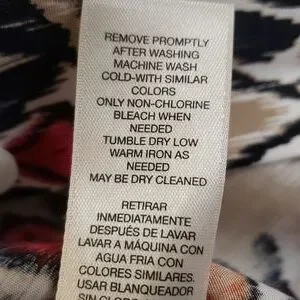 REMOVE PROMPTLY
AFTER WASHING
MACHINE WASH
COLD-WITH SIMILAR
COLORS
ONLY NON-CHLORINE
BLEACH WHEN
NEEDED
TUMBLE DRY LOW
WARM IRON AS
NEEDED
MAY BE DRY CLEANED
RETIRAR
INMEDIATAMENTE
DESPUÉS DE LAVAR
LAVAR A MÁQUINA CON
AGUA FRIA CON
COLORES SIMILARES.
USAR BLANQUEADOR
SIN CLORO